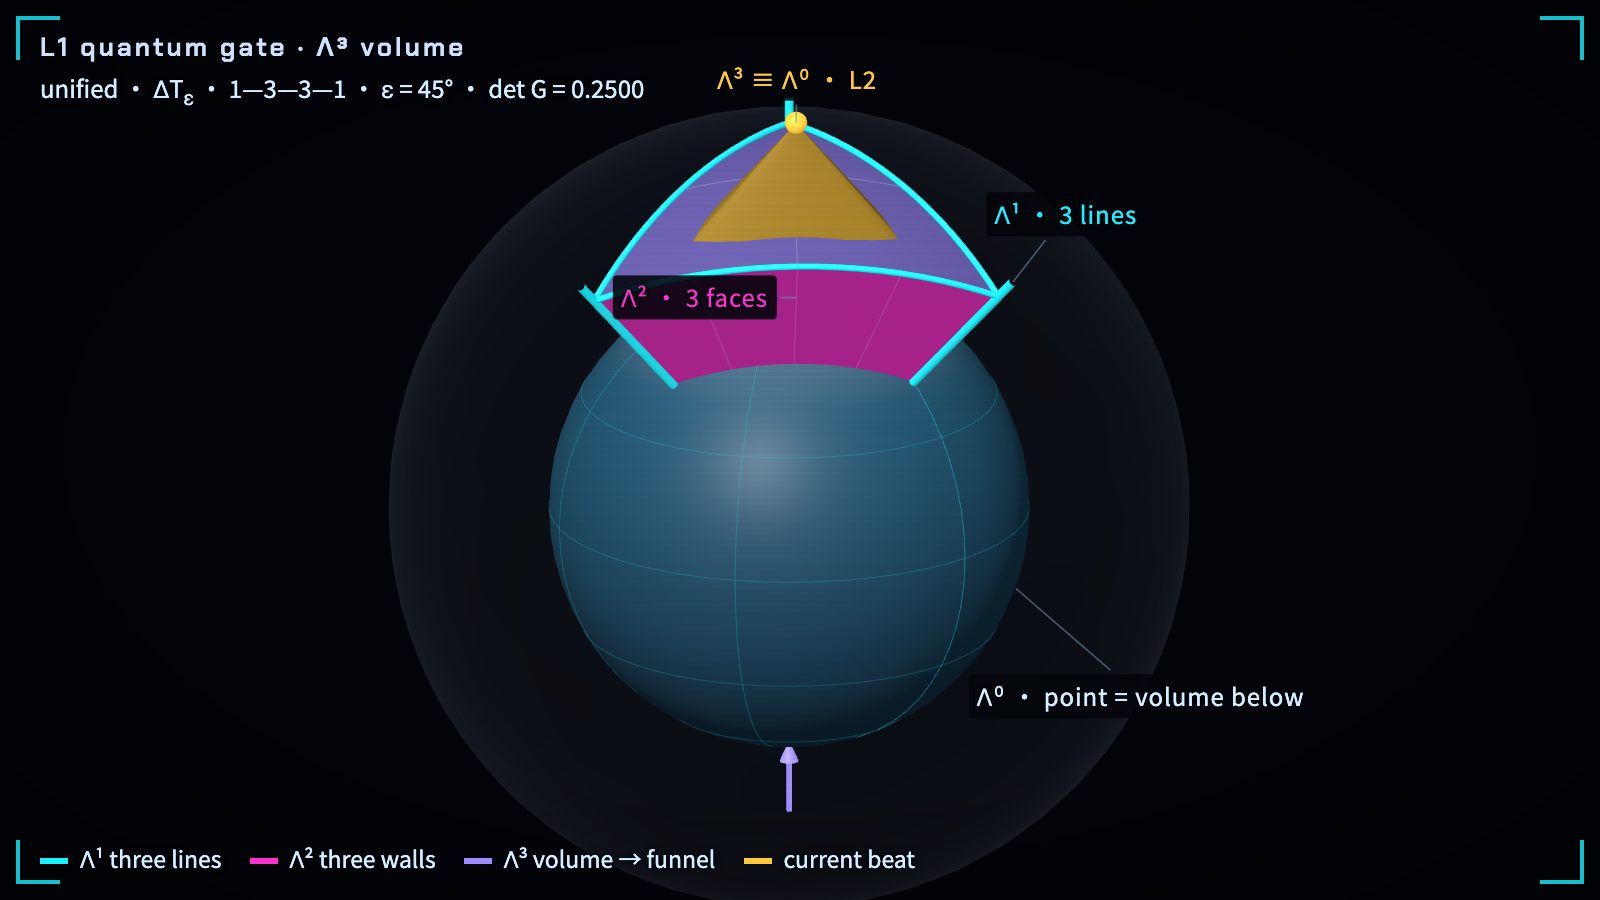 L1 quantum gate · Λ³ volume
unified • ΔTε • 1—3—3—1 • ε = 45° • det G = 0.2500
Λ³ ≡ Λ⁰ • L2
Λ¹ • 3 lines
Λ² • 3 faces
Λ⁰ • point = volume below
Λ¹ three lines
Λ² three walls
Λ³ volume → funnel
current beat